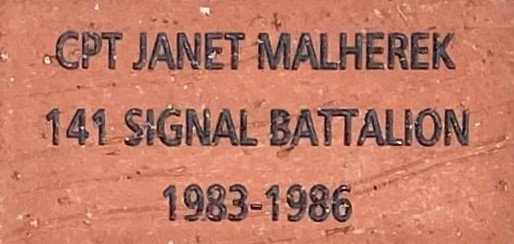 CPT JANET MALHEREK
141 SIGNAL BATTALION
1983-1986